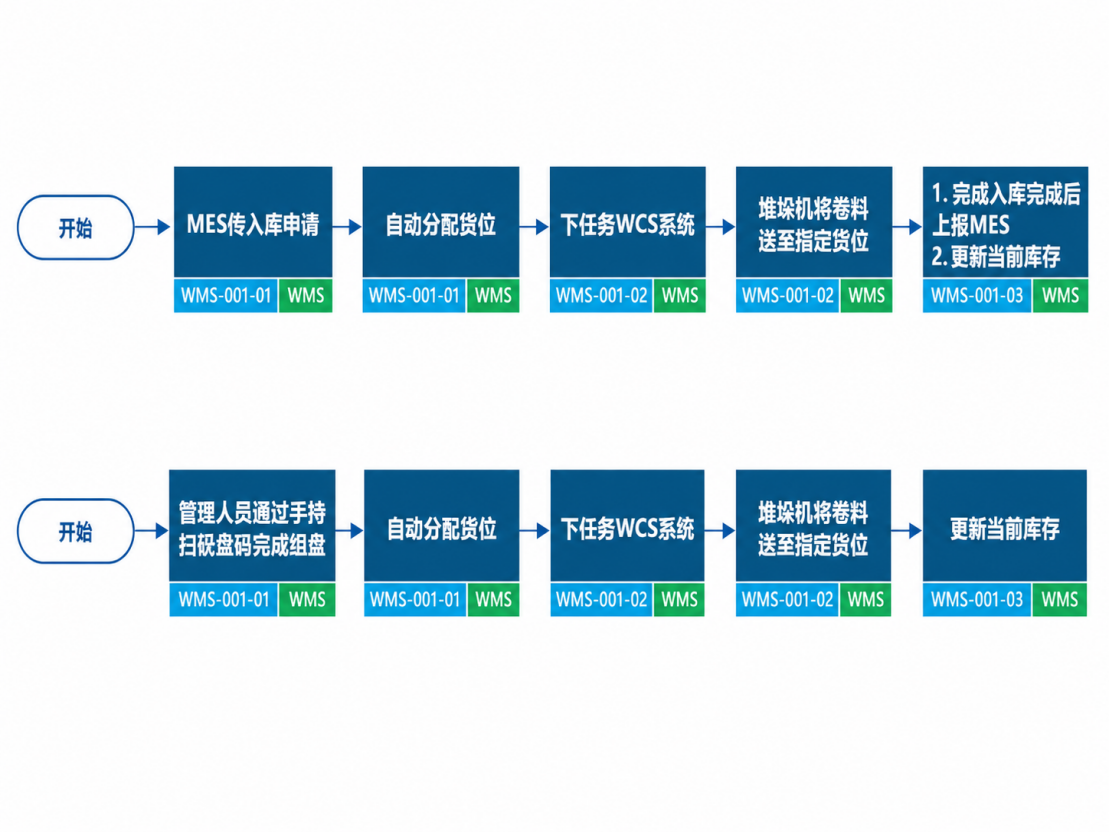 开始
MES传入库申请
WMS-001-01 WMS
自动分配货位
WMS-001-01 WMS
下任务WCS系统
WMS-001-02 WMS
堆垛机将卷料
送至指定货位
WMS-001-02 WMS
1. 完成入库完成后
上报MES
2. 更新当前库存
WMS-001-03 WMS
开始
管理人员通过手持
扫砇盘码完成组盘
WMS-001-01 WMS
自动分配货位
WMS-001-01 WMS
下任务WCS系统
WMS-001-02 WMS
堆垛机将卷料
送至指定货位
WMS-001-02 WMS
更新当前库存
WMS-001-03 WMS